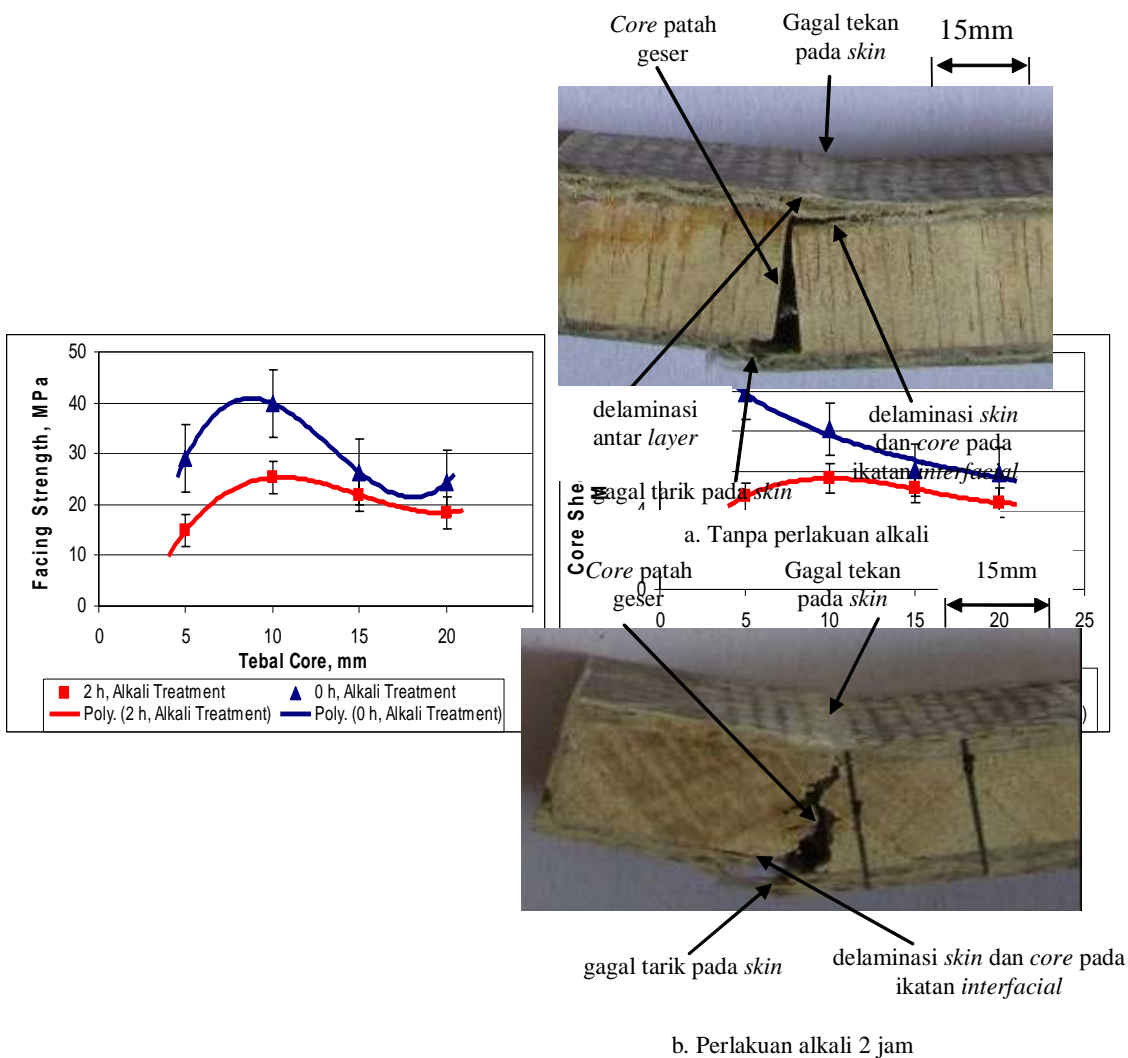 Core patah
geser
Gagal tekan
pada skin
15mm
delaminasi
antar layer
delaminasi skin
dan core pada
ikatan interfacial
gagal tarik pada skin
a. Tanpa perlakuan alkali
50
40
30
20
10
0
0 5 10 15 20
Facing Strength, MPa
Tebal Core, mm
2 h, Alkali Treatment
0 h, Alkali Treatment
Poly. (2 h, Alkali Treatment)
Poly. (0 h, Alkali Treatment)
Core
0
0 5 10 15 20 25
)
Core patah
geser
Gagal tekan
pada skin
15mm
gagal tarik pada skin
delaminasi skin dan core pada
ikatan interfacial
b. Perlakuan alkali 2 jam